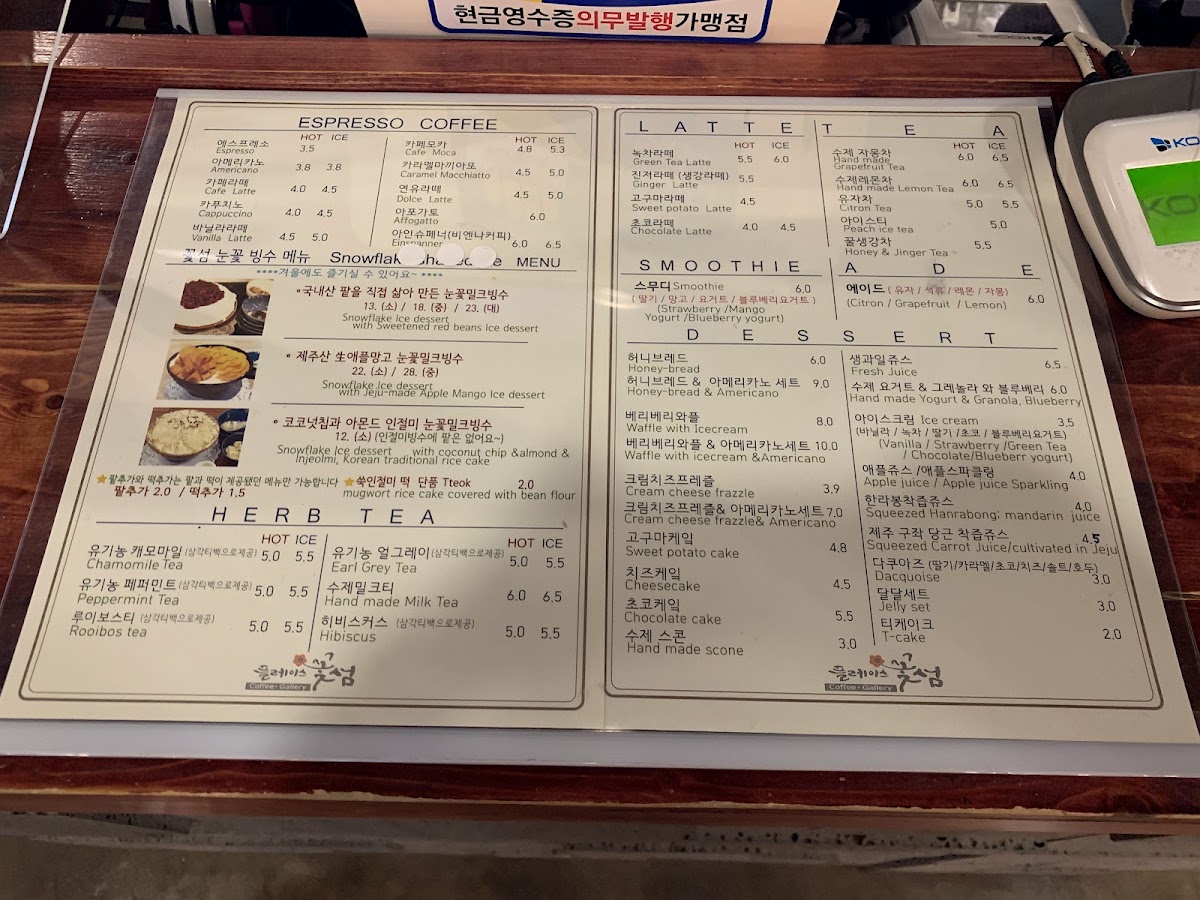 현금영수증의무발행가맹점
KO
ESPRESSO COFFEE
HOT ICE
에스프레소 3.5
Espresso
아메리카노 3.8 3.8
Americano
카페라떼 4.0 4.5
Cafe Latte
카푸치노 4.0 4.5
Cappuccino
바닐라라떼 4.5 5.0
Vanilla Latte
HOT ICE
카페모카 4.8 5.3
Cafe Moca
카라멜마끼아또 4.5 5.0
Caramel Macchiatto
연유라떼 4.5 5.0
Dolce Latte
아포가토 6.0
Affogatto
아인슈페너(비엔나커피) 6.0 6.5
Einspanner
꽃섬 눈꽃 빙수 메뉴 MENU
****겨울에도 즐기실 수 있어요~ ****
국내산 팥을 직접 삶아 만든 눈꽃밀크빙수
13. (소) / 18. (중) / 23. (대)
Snowflake Ice dessert
with Sweetened red beans Ice dessert
제주산 生애플망고 눈꽃밀크빙수
22. (소) / 28. (중)
Snowflake Ice dessert
with Jeju-made Apple Mango Ice dessert
코코넛칩과 아몬드 인절미 눈꽃밀크빙수
12. (소) (인절미빙수에 팥은 없어요~)
Snowflake Ice dessert with coconut chip &almond &
Injeolmi, Korean traditional rice cake
팥추가와 떡추가는 팥과 떡이 제공됐던 메뉴만 가능합니다
팥추가 2.0 / 떡추가 1.5
쑥인절미 떡 단품 Tteok 2.0
mugwort rice cake covered with bean flour
HERB TEA
HOT ICE
유기농 캐모마일(삼각티백으로제공) 5.0 5.5
Chamomile Tea
유기농 페퍼민트(삼각티백으로제공) 5.0 5.5
Peppermint Tea
루이보스티 (삼각티백으로제공) 5.0 5.5
Rooibos tea
HOT ICE
유기농 얼그레이(삼각티백으로제공) 5.0 5.5
Earl Grey Tea
수제밀크티 6.0 6.5
Hand made Milk Tea
히비스커스 (삼각티백으로제공) 5.0 5.5
Hibiscus
플레이스 꽃섬
Coffee·Gallery
LATTE
녹차라떼 5.5 6.0
Green Tea Latte
진저라떼 (생강라떼) 5.5
Ginger Latte
고구마라떼 4.5
Sweet potato Latte
초코라떼 4.0 4.5
Chocolate Latte
TEA
HOT ICE
수제 자몽차 6.0 6.5
Hand made
Grapefruit Tea
수제레몬차 6.0 6.5
Hand made Lemon Tea
유자차 5.0 5.5
Citron Tea
아이스티 5.0
Peach ice tea
꿀생강차 5.5
Honey & Jinger Tea
SMOOTHIE
스무디 Smoothie 6.0
( 딸기 / 망고 / 요거트 / 블루베리요거트 )
(Strawberry /Mango
Yogurt /Blueberry yogurt)
ADE
에이드 ( 유자 / 석류 / 레몬 / 자몽) 6.0
(Citron / Grapefruit / Lemon)
DESSERT
허니브레드 6.0
Honey-bread
허니브레드 & 아메리카노 세트 9.0
Honey-bread & Americano
베리베리와플 8.0
Waffle with Icecream
베리베리와플 & 아메리카노세트 10.0
Waffle with icecream &Americano
크림치즈프레즐 3.9
Cream cheese frazzle
크림치즈프레즐& 아메리카노세트 7.0
Cream cheese frazzle& Americano
고구마케잌 4.8
Sweet potato cake
치즈케잌 4.5
Cheesecake
초코케잌 5.5
Chocolate cake
수제 스콘 3.0
Hand made scone
생과일쥬스 6.5
Fresh Juice
수제 요거트 & 그레놀라 와 블루베리 6.0
Hand made Yogurt & Granola, Blueberry
아이스크림 Ice cream 3.5
(바닐라 / 녹차 / 딸기 /초코 / 블루베리요거트)
(Vanilla / Strawberry /Green Tea
/ Chocolate/Blueberr yogurt)
애플쥬스 /애플스파클링 4.0
Apple juice / Apple juice Sparkling
한라봉착즙쥬스 4.0
Squeezed Hanrabong; mandarin juice
제주 구좌 당근 착즙쥬스 4.5
Squeezed Carrot Juice/cultivated in Jeju
다쿠아즈 (딸기/카라멜/초코/치즈/솔트/호두) 3.0
Dacquoise
달달세트 3.0
Jelly set
티케이크 2.0
T-cake
플레이스 꽃섬
Coffee·Gallery